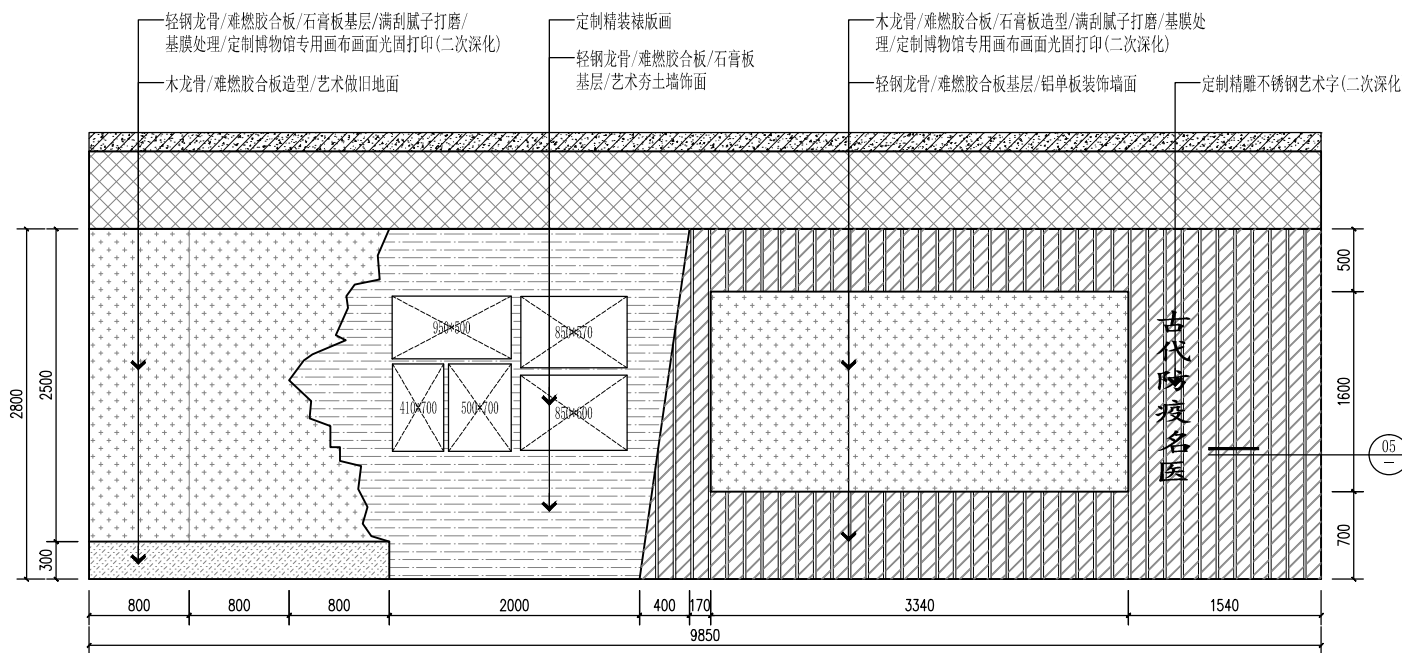 轻钢龙骨/难燃胶合板/石膏板基层/满刮腻子打磨/
基膜处理/定制博物馆专用画布画面光固打印(二次深化)
木龙骨/难燃胶合板造型/艺术做旧地面
定制精装裱版画
轻钢龙骨/难燃胶合板/石膏板
基层/艺术夯土墙饰面
木龙骨/难燃胶合板/石膏板造型/满刮腻子打磨/基膜处
理/定制博物馆专用画布画面光固打印(二次深化)
轻钢龙骨/难燃胶合板基层/铝单板装饰墙面
定制精雕不锈钢艺术字(二次深化
2800
2500
300
950*500
850*570
410*700
500*700
850*600
古代防疫名医
500
1600
700
05
800
800
800
2000
400
170
3340
1540
9850